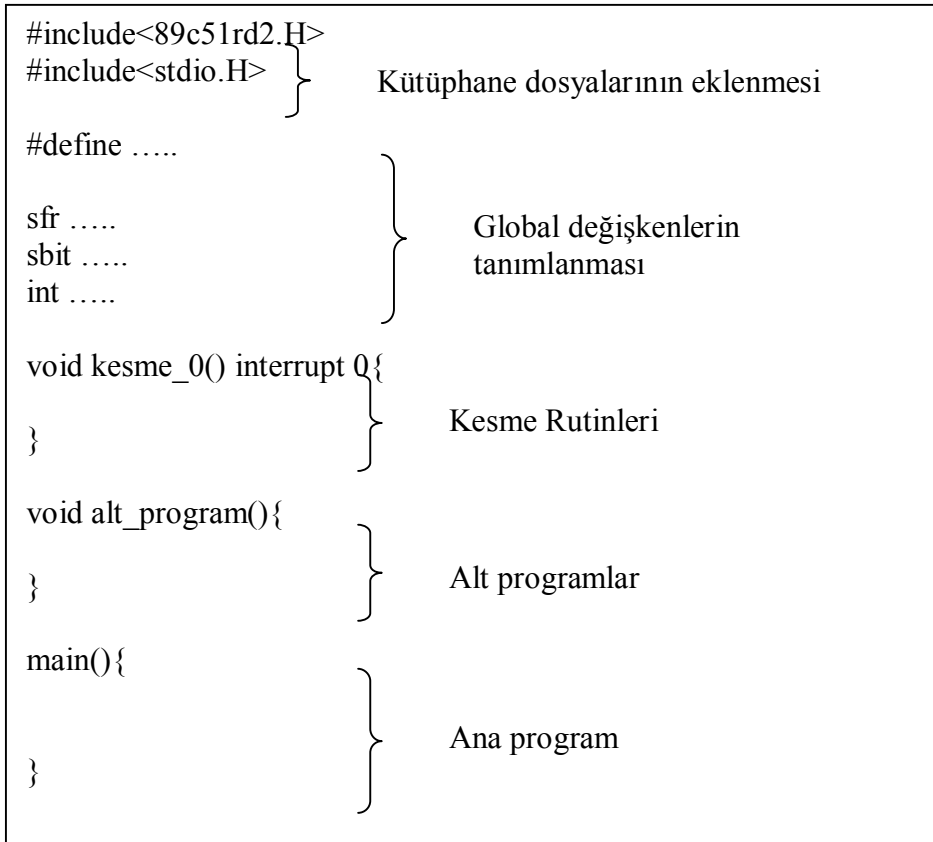 #include<89c51rd2.H>
#include<stdio.H>
Kütüphane dosyalarının eklenmesi
#define …..
sfr …..
sbit …..
int …..
Global değişkenlerin
tanımlanması
void kesme_0() interrupt 0{
}
Kesme Rutinleri
void alt_program(){
}
Alt programlar
main(){
}
Ana program